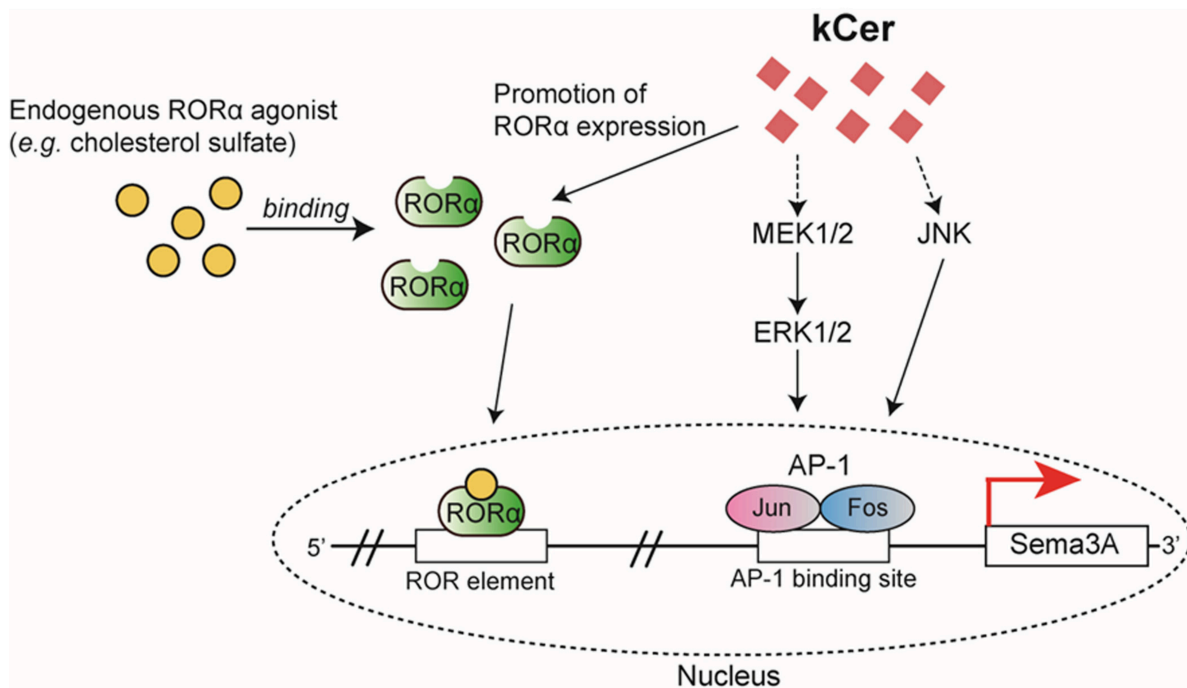 kCer
Endogenous RORα agonist
(e.g. cholesterol sulfate)
Promotion of
RORα expression
binding
RORα
RORα
RORα
MEK1/2
JNK
ERK1/2
AP-1
Jun
Fos
RORα
5’
ROR element
AP-1 binding site
Sema3A
3’
Nucleus